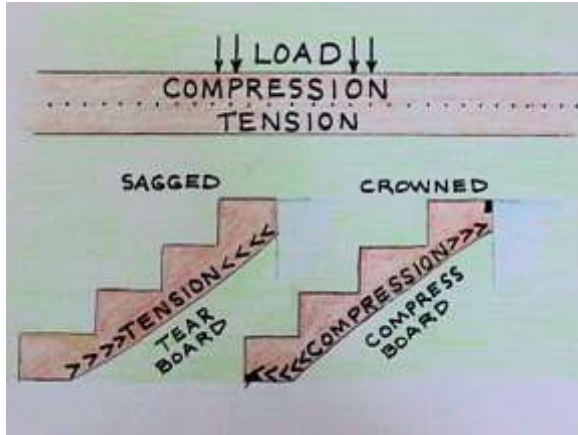 LOAD
COMPRESSION
TENSION
SAGGED
CROWNED
TENSION
TEAR
BOARD
COMPRESSION
COMPRESS
BOARD